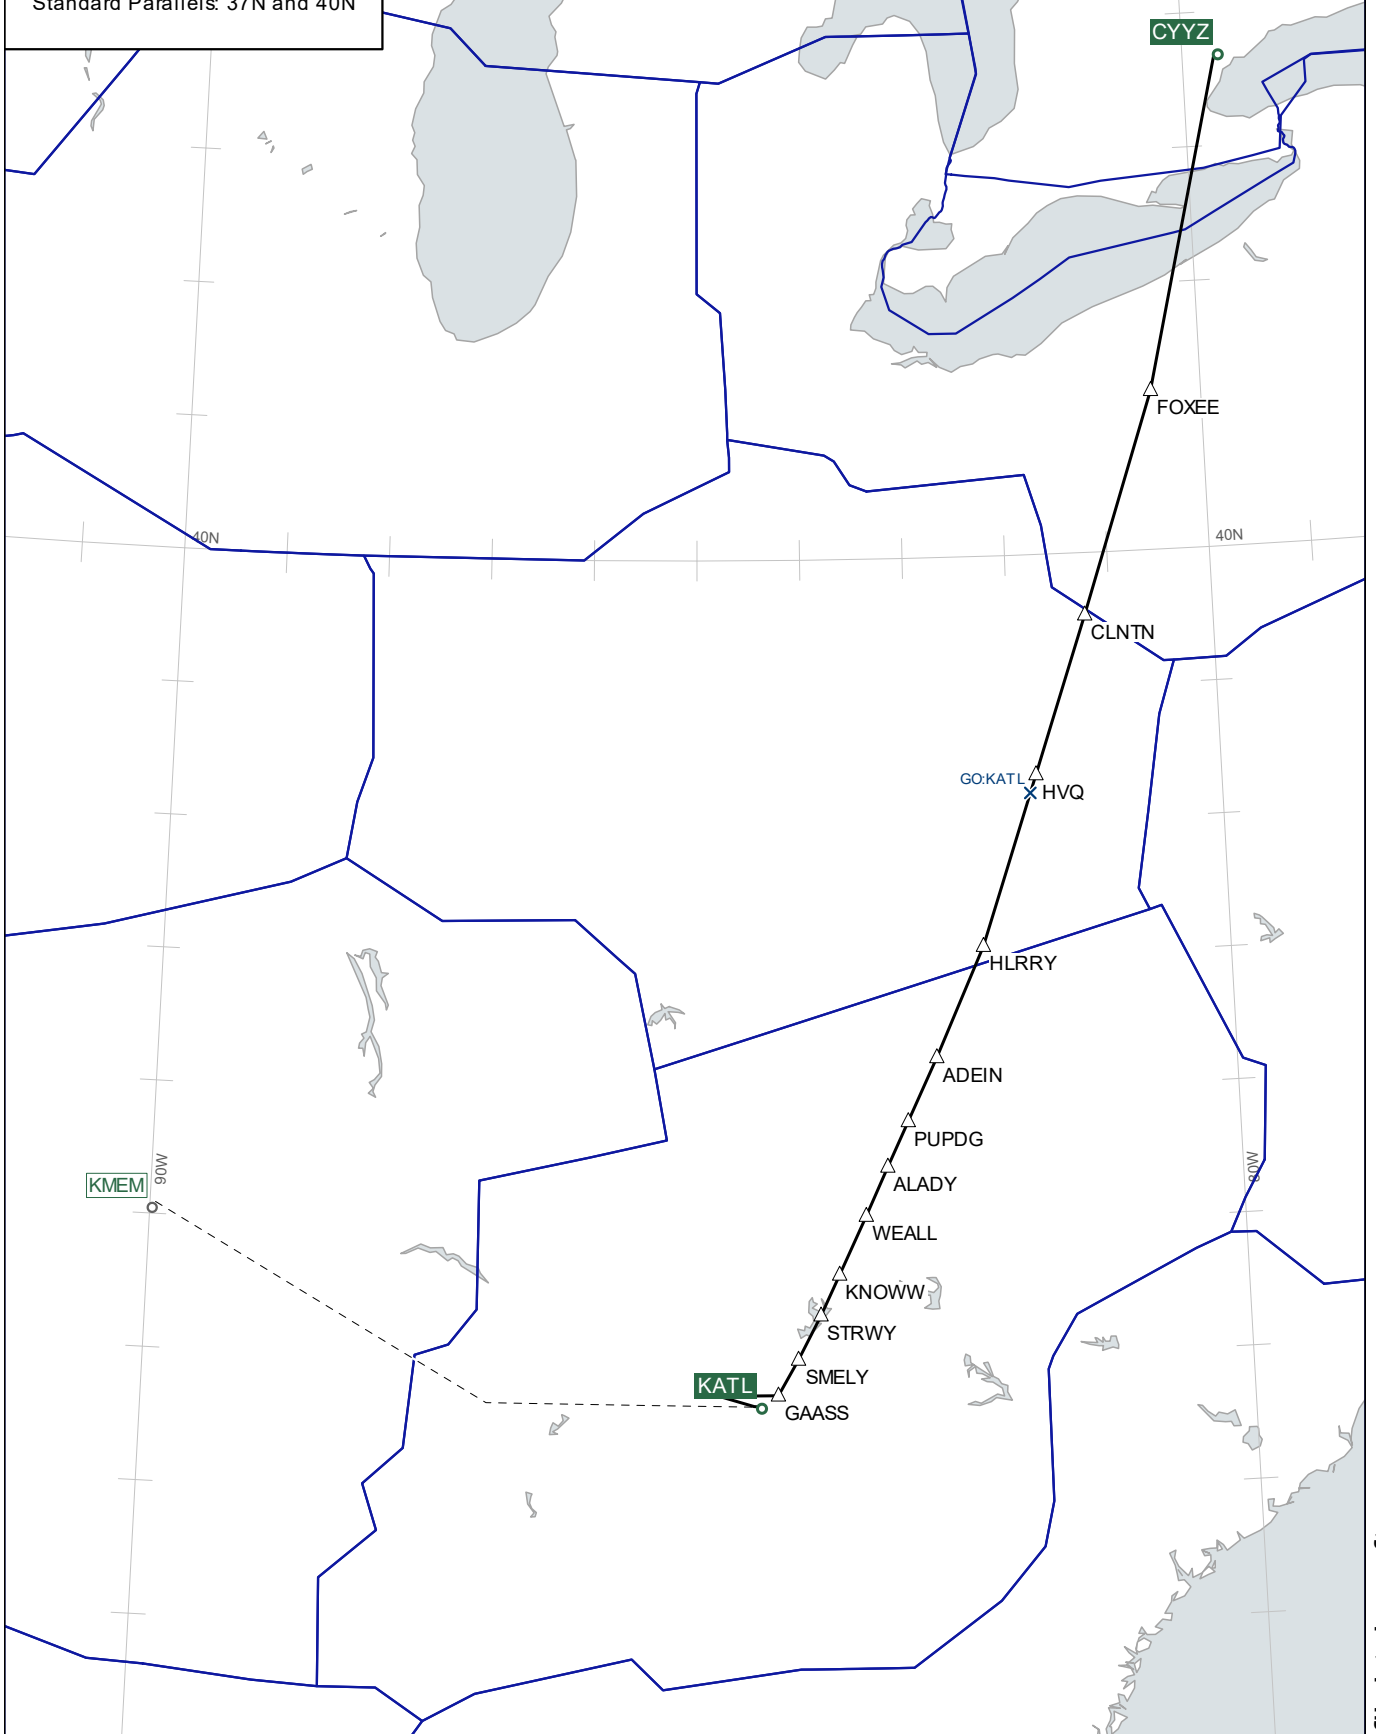 Standard Parallels: 37N and 40N
CYYZ
FOXEE
40N
40N
CLNTN
GO:KATL
HVQ
HLRRY
ADEIN
PUPDG
90W
80W
KMEM
ALADY
WEALL
KNOWW
STRWY
SMELY
KATL
GAASS